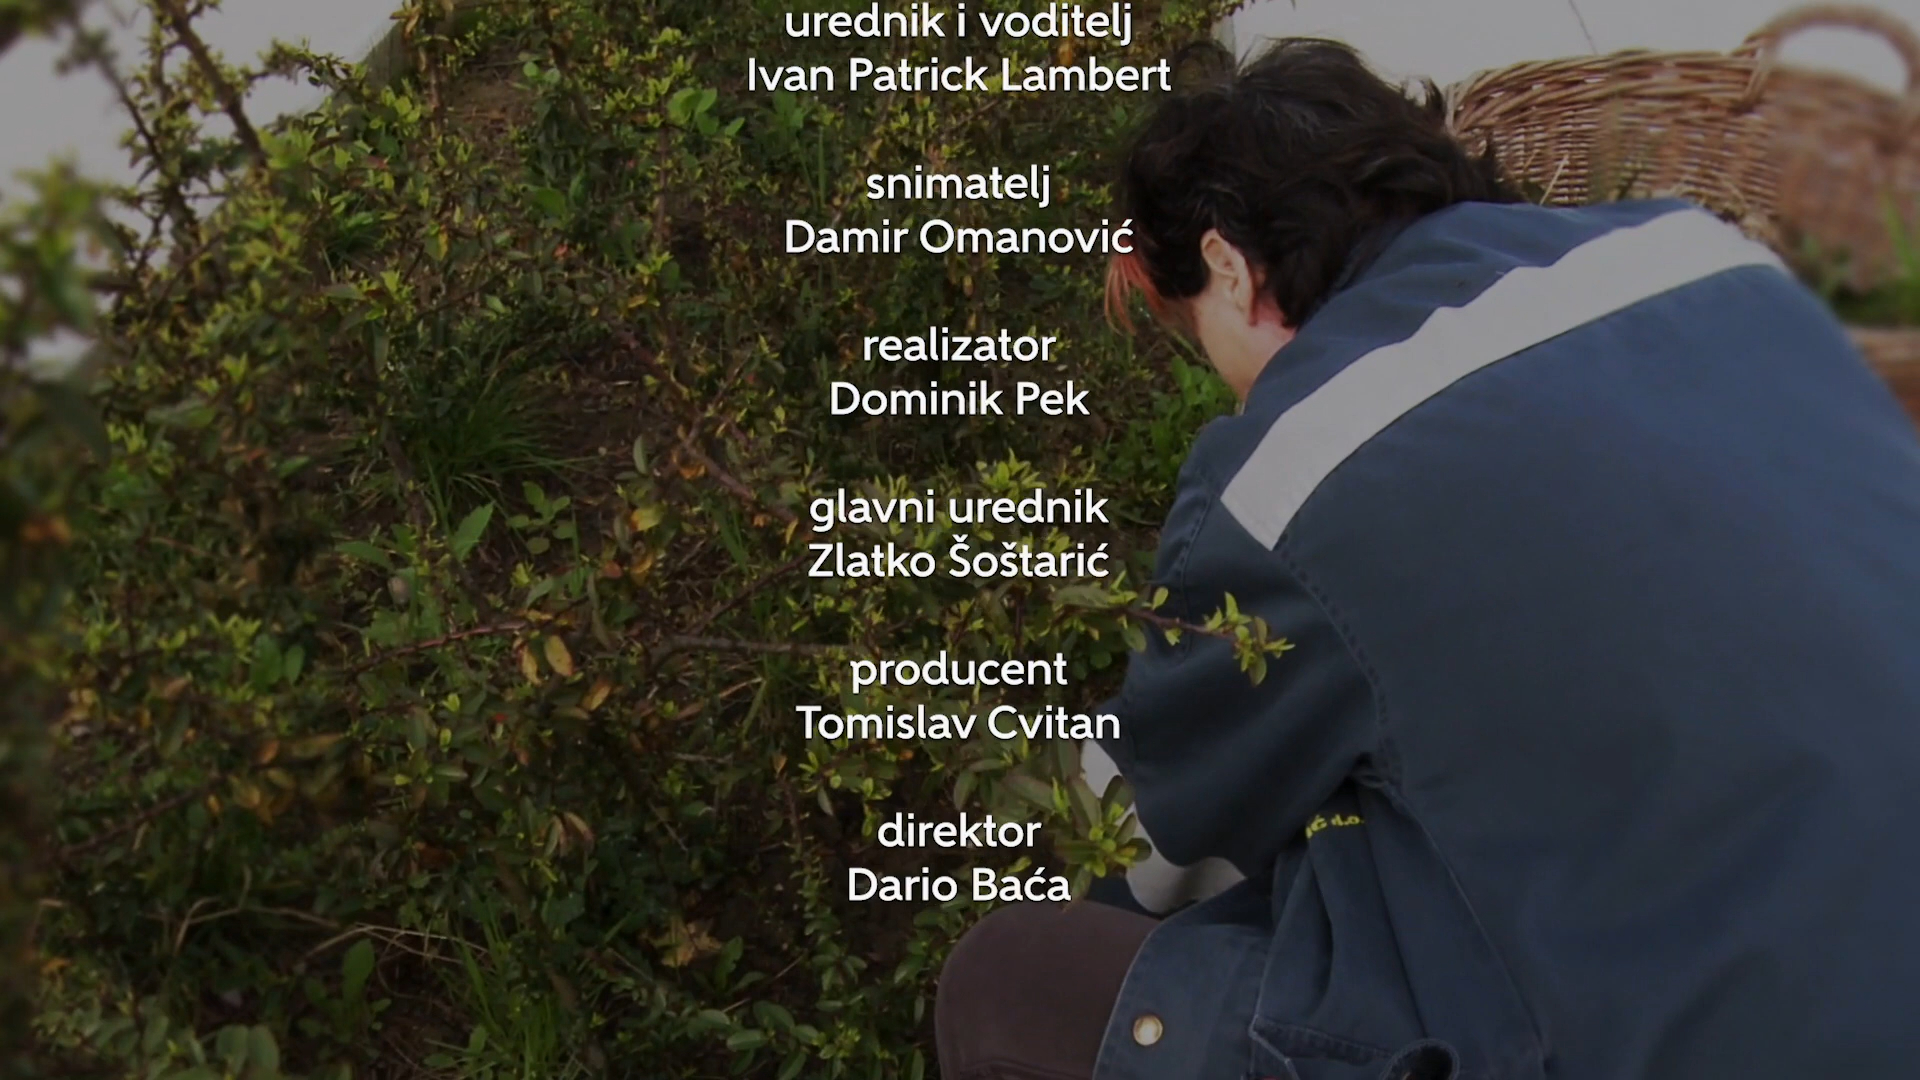 urednik i voditelj
Ivan Patrick Lambert
snimatelj
Damir Omanović
realizator
Dominik Pek
glavni urednik
Zlatko Šoštarić
producent
Tomislav Cvitan
direktor
Dario Baća